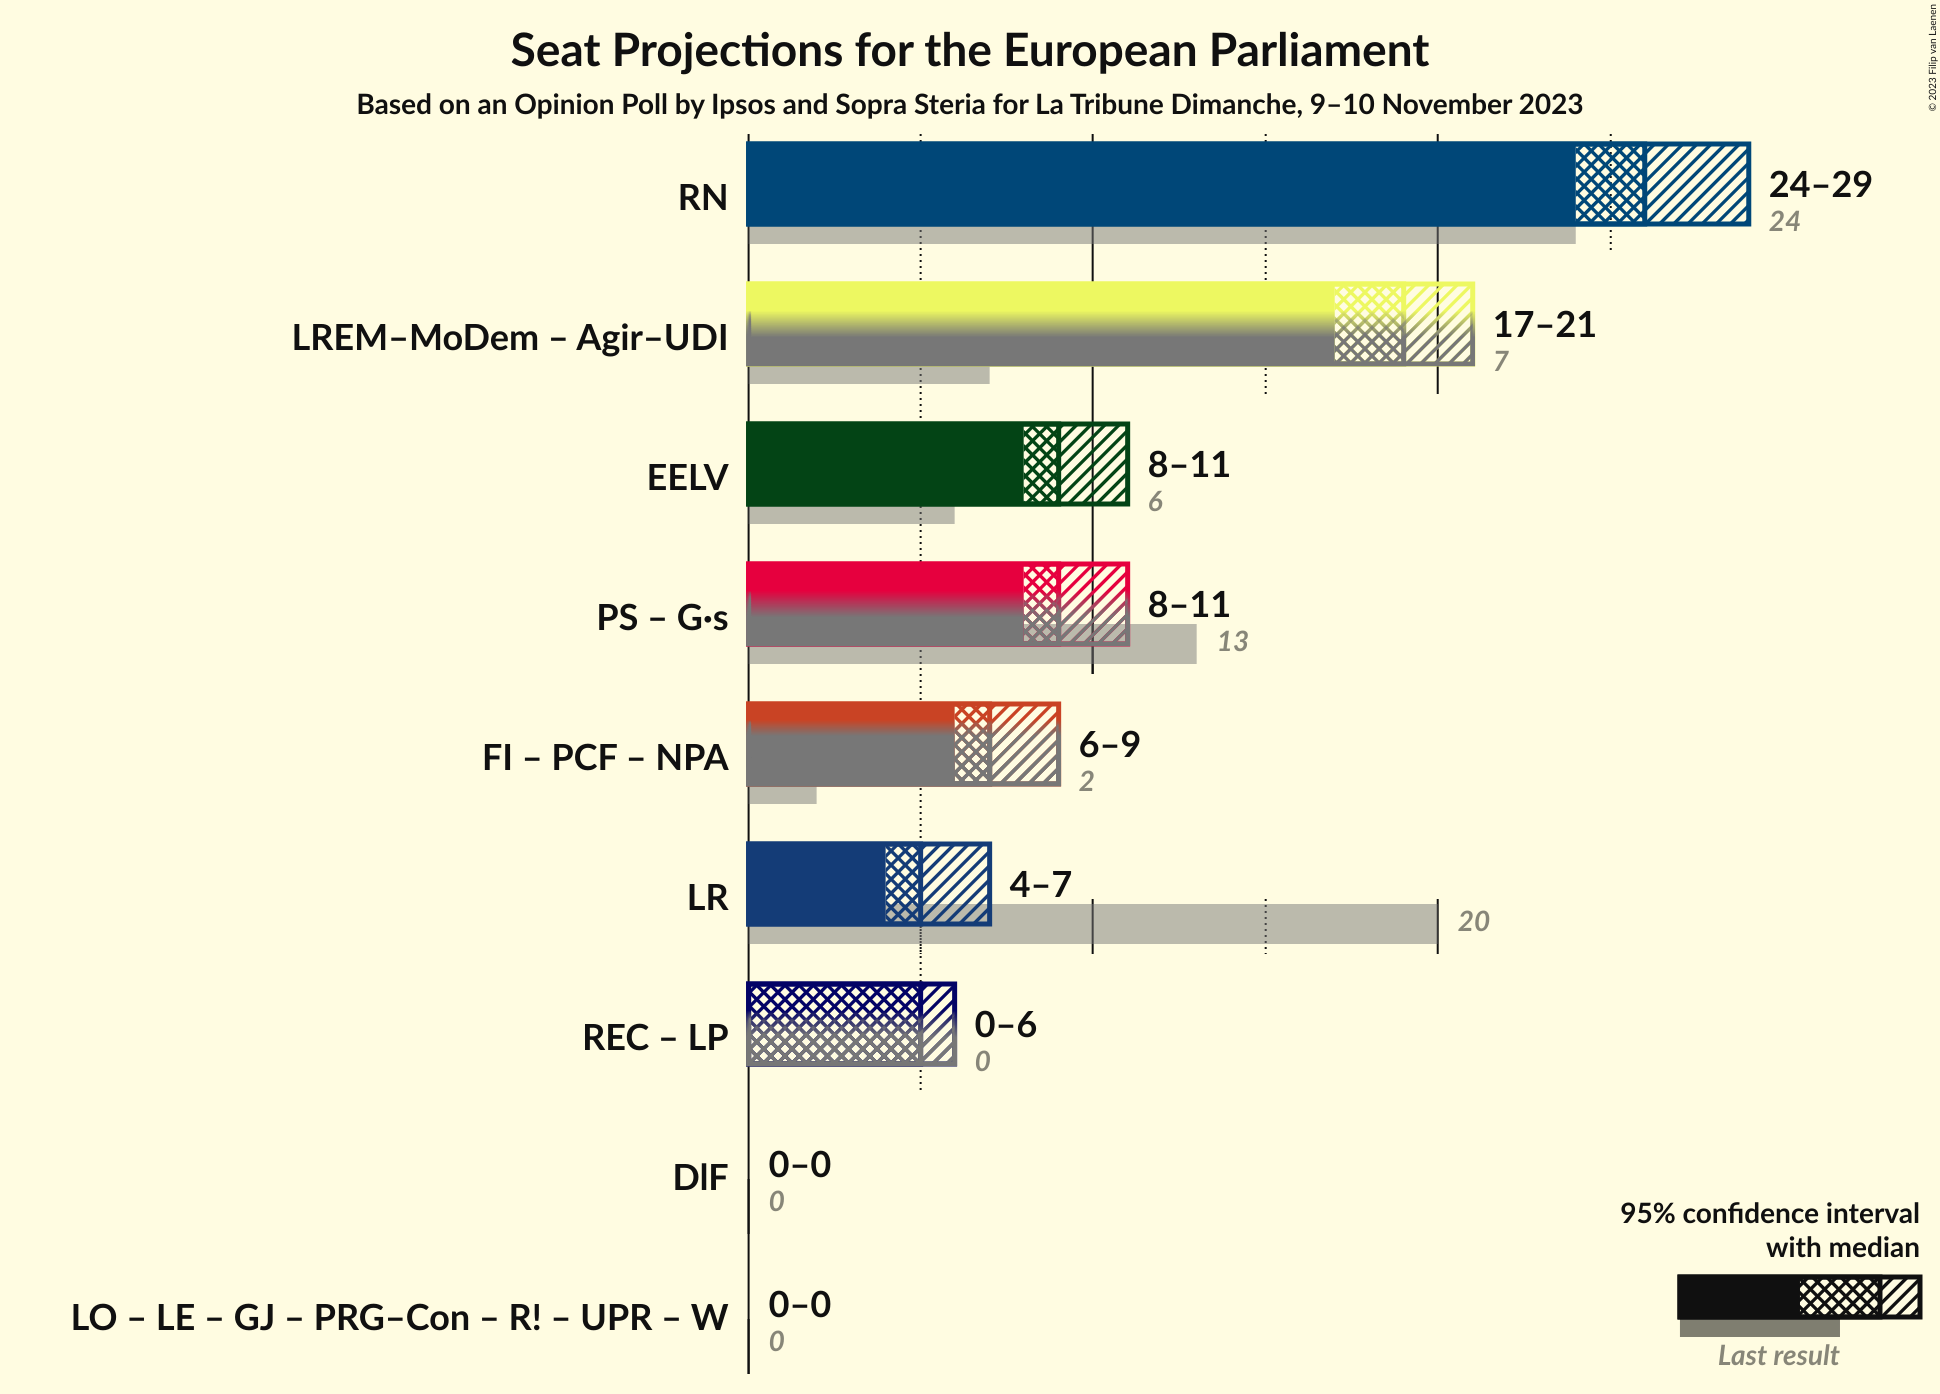 Seat Projections for the European Parliament
Based on an Opinion Poll by Ipsos and Sopra Steria for La Tribune Dimanche, 9–10 November 2023
© 2023 Filip van Laenen
RN
24–29
24
LREM–MoDem – Agir–UDI
17–21
7
EELV
8–11
6
PS – G·s
8–11
13
FI – PCF – NPA
6–9
2
LR
4–7
20
REC – LP
0–6
0
DIF
0–0
0
LO – LE – GJ – PRG–Con – R! – UPR – W
0–0
0
95% confidence interval
with median
Last result